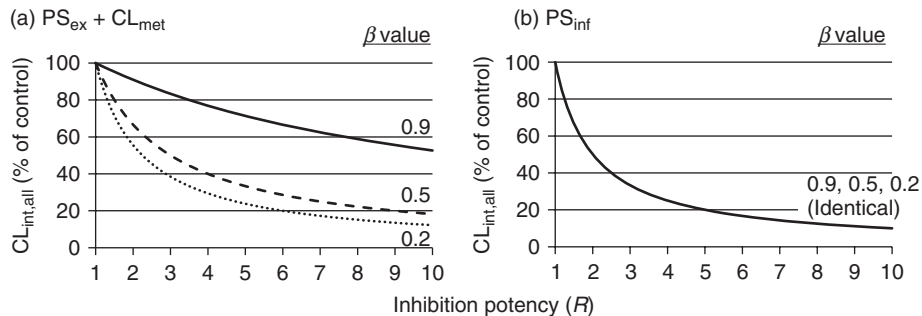 (a) PSex + CLmet
β value
CLint,all (% of control)
100
80
60
40
20
0
0.9
0.5
0.2
1 2 3 4 5 6 7 8 9 10
(b) PSinf
β value
CLint,all (% of control)
100
80
60
40
20
0
0.9, 0.5, 0.2
(Identical)
1 2 3 4 5 6 7 8 9 10
Inhibition potency (R)